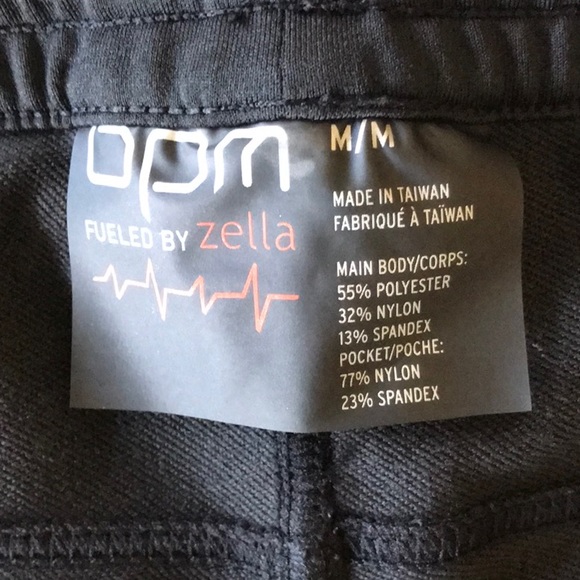 bpm
FUELED BY zella
M/M
MADE IN TAIWAN
FABRIQUÉ À TAÏWAN
MAIN BODY/CORPS:
55% POLYESTER
32% NYLON
13% SPANDEX
POCKET/POCHE:
77% NYLON
23% SPANDEX